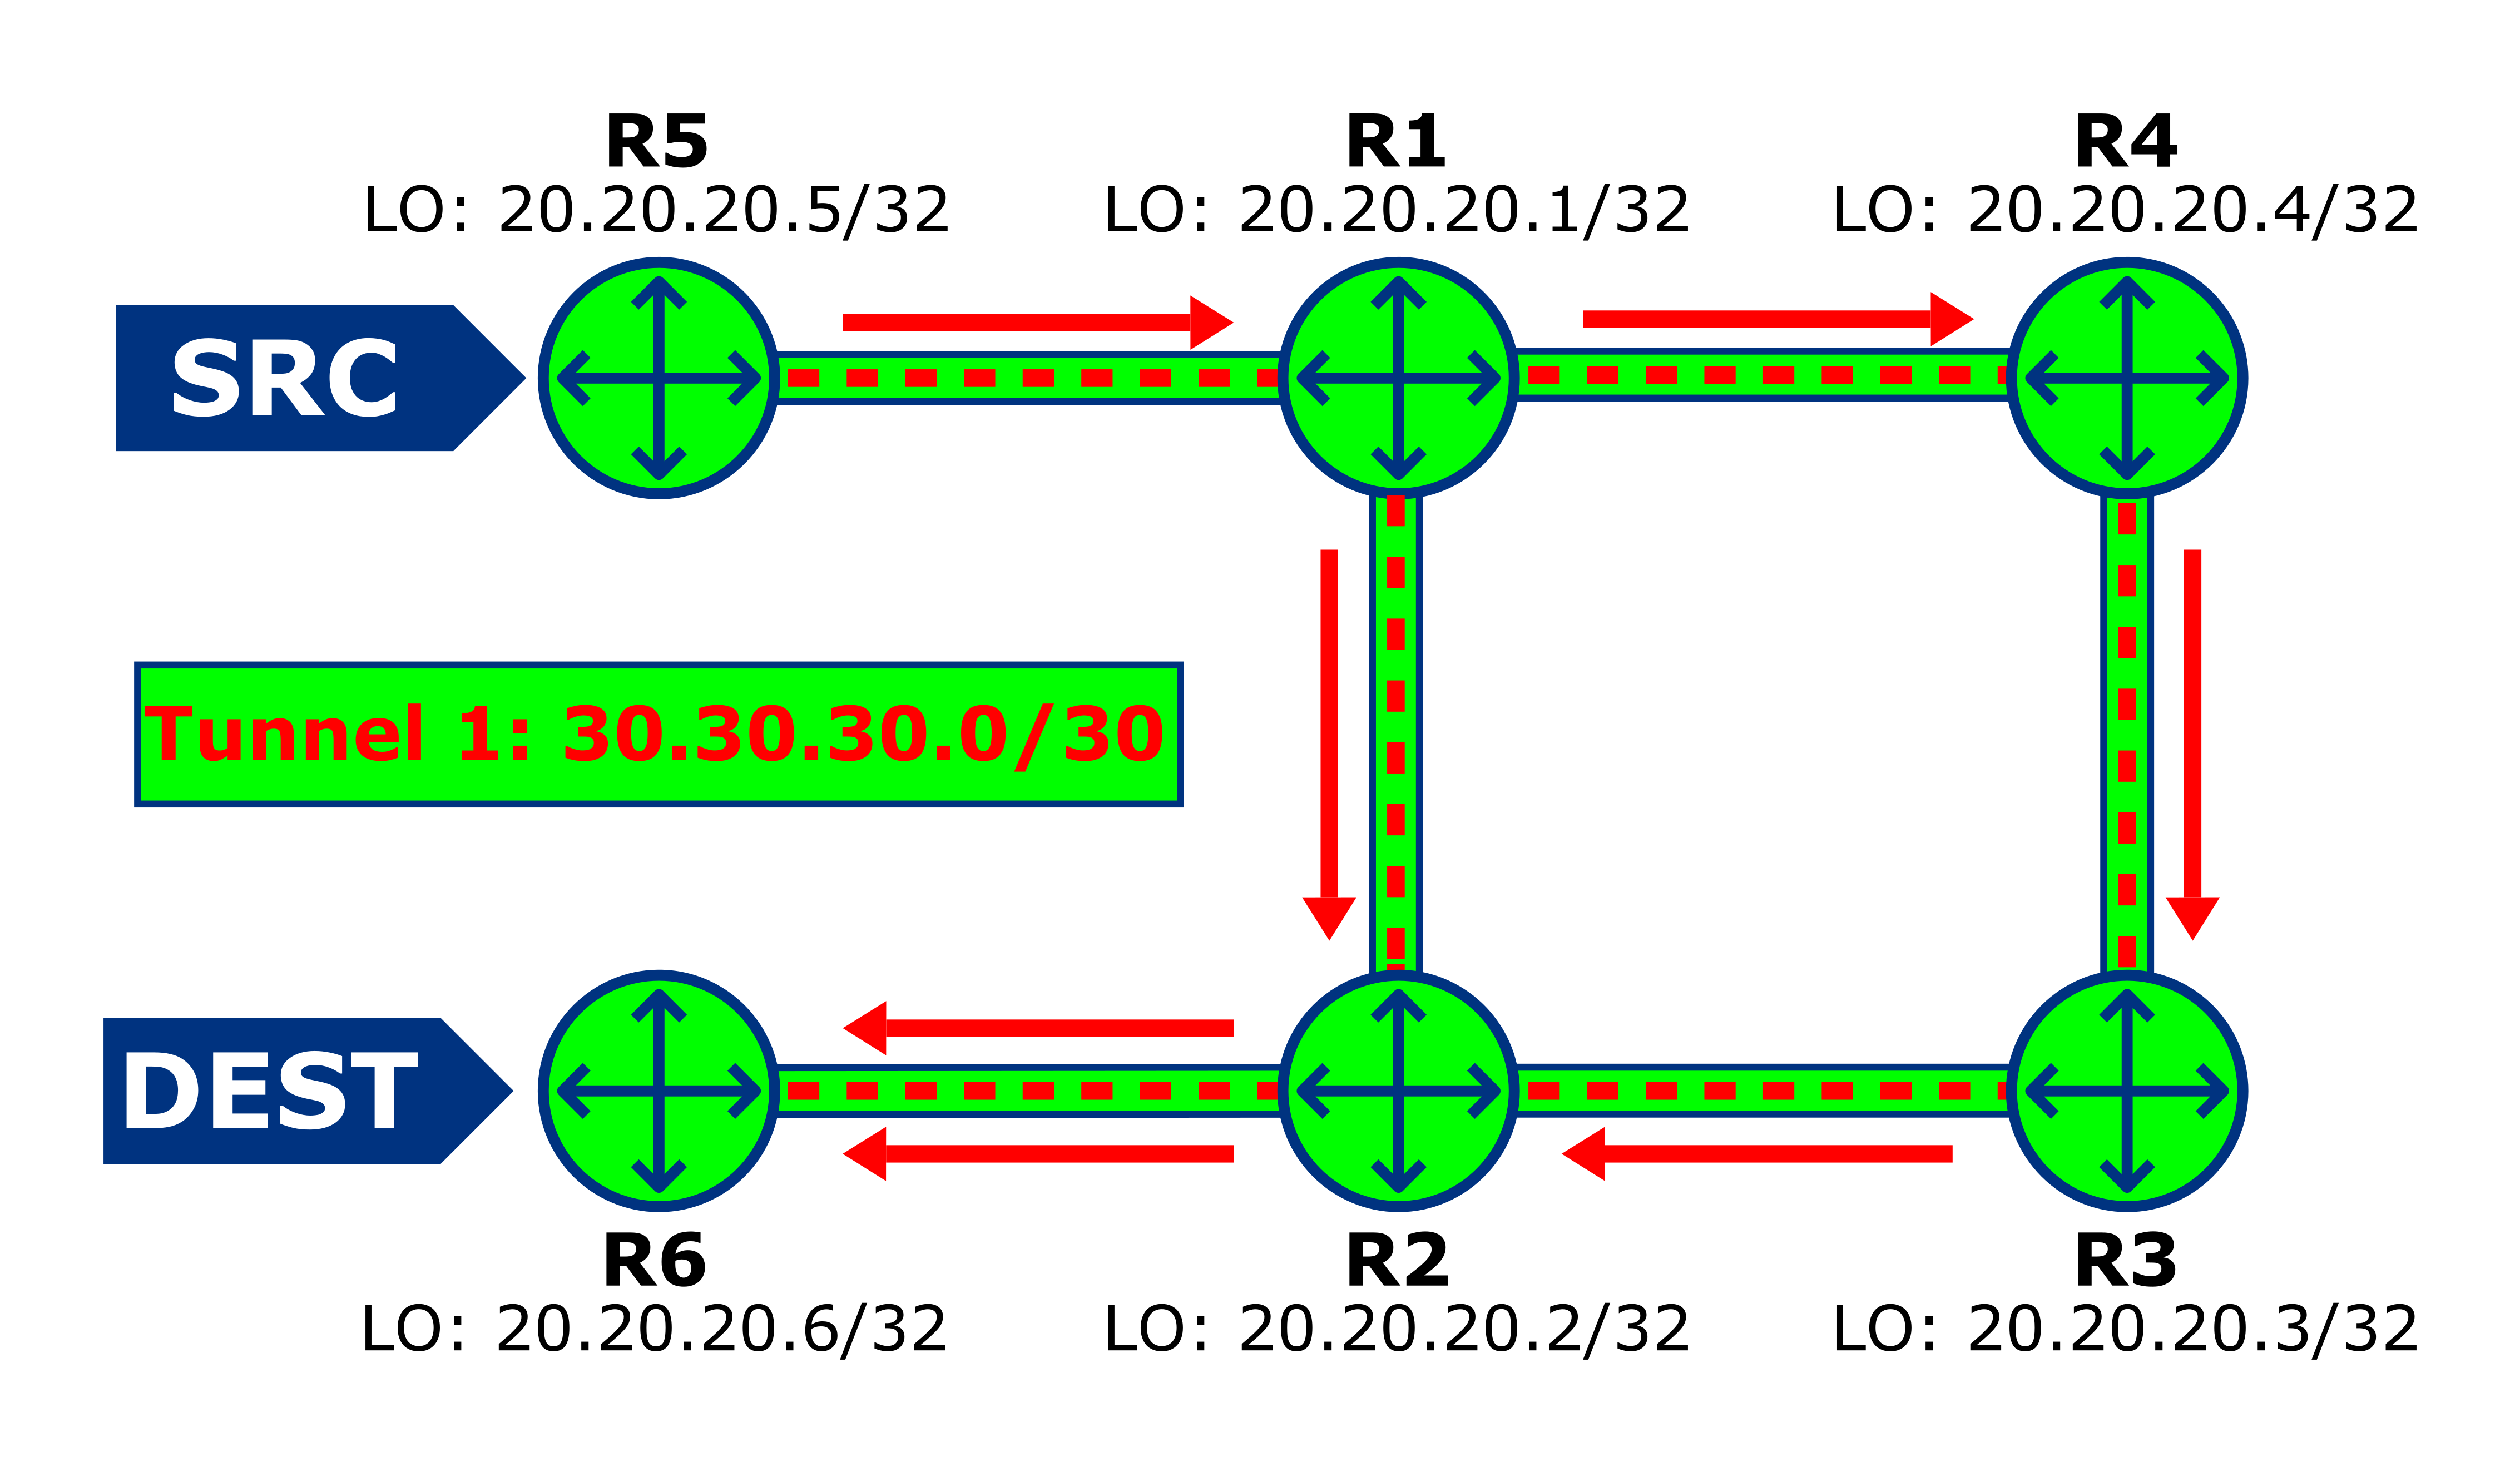 R5
LO: 20.20.20.5/32
R1
LO: 20.20.20.1/32
R4
LO: 20.20.20.4/32
SRC
Tunnel 1: 30.30.30.0/30
DEST
R6
LO: 20.20.20.6/32
R2
LO: 20.20.20.2/32
R3
LO: 20.20.20.3/32